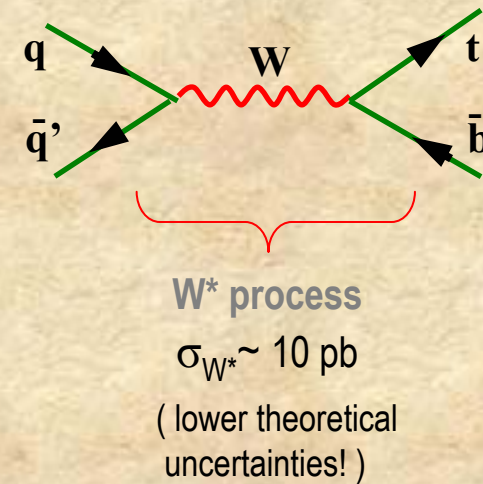 q W t
q̄’ b̄
W* process
σW*~ 10 pb
( lower theoretical
uncertainties! )